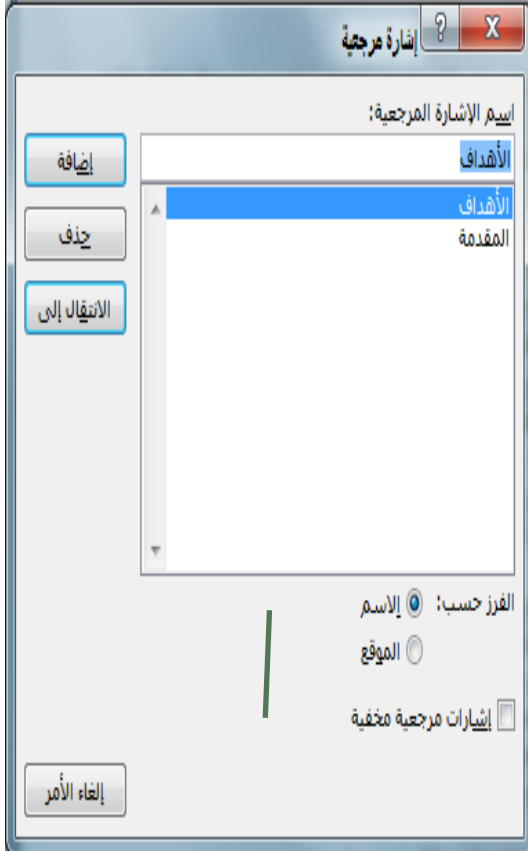 إشارة مرجعية
اسم الإشارة المرجعية:
الأهداف
إضافة
الأهداف
المقدمة
حذف
الانتقال إلى
الفرز حسب: الاسم
الموقع
إشارات مرجعية مخفية
إلغاء الأمر